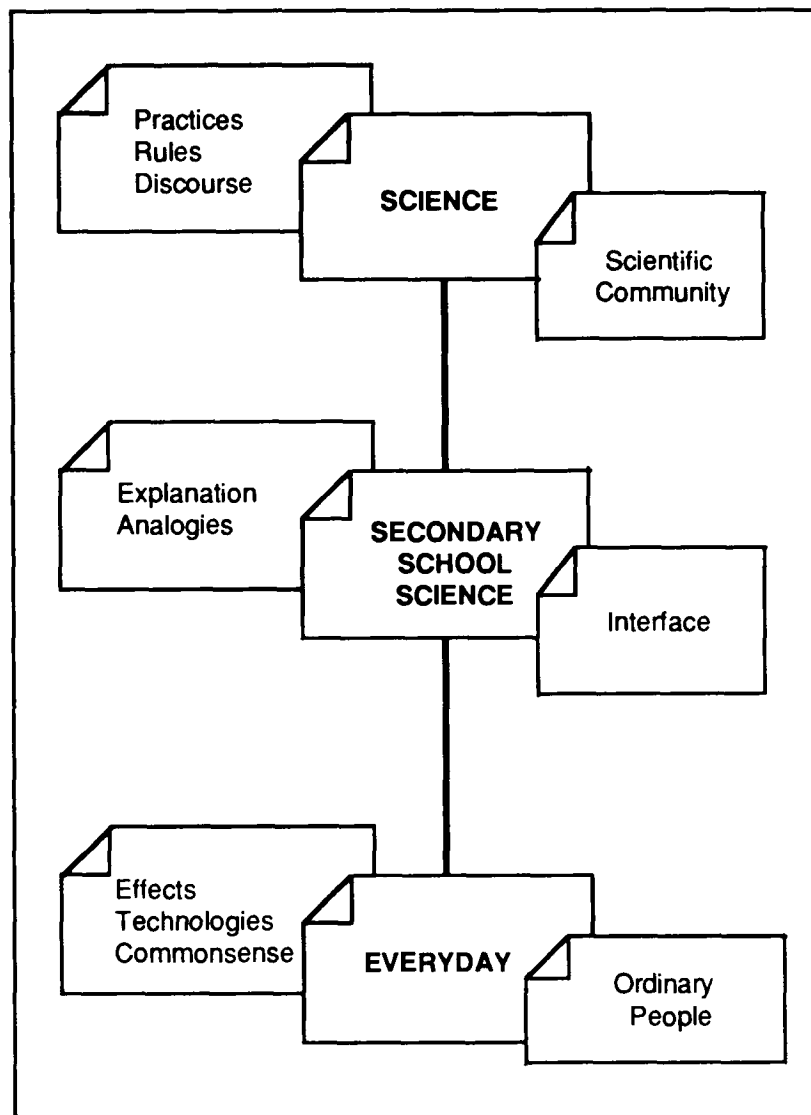 Practices
Rules
Discourse
SCIENCE
Scientific
Community
Explanation
Analogies
SECONDARY
SCHOOL
SCIENCE
Interface
Effects
Technologies
Commonsense
EVERYDAY
Ordinary
People